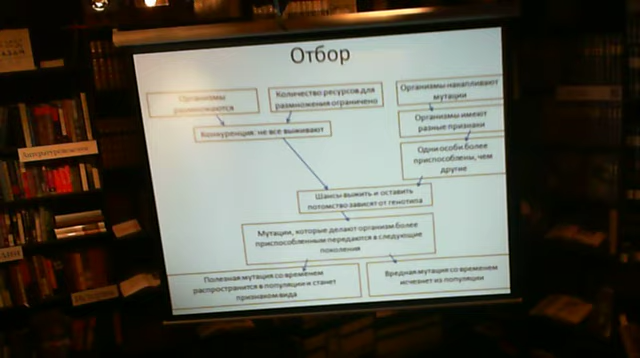 Отбор
Организмы
размножаются
Количество ресурсов для
размножения ограничено
Организмы накапливают
мутации
Конкуренция: не все выживают
Организмы имеют
разные признаки
Одни особи более
приспособлены, чем
другие
Шансы выжить и оставить
потомство зависят от генотипа
Мутации, которые делают организм более
приспособленным передаются в следующие
поколения
Полезная мутация со временем
распространится в популяции и станет
признаком вида
Вредная мутация со временем
исчезнет из популяции